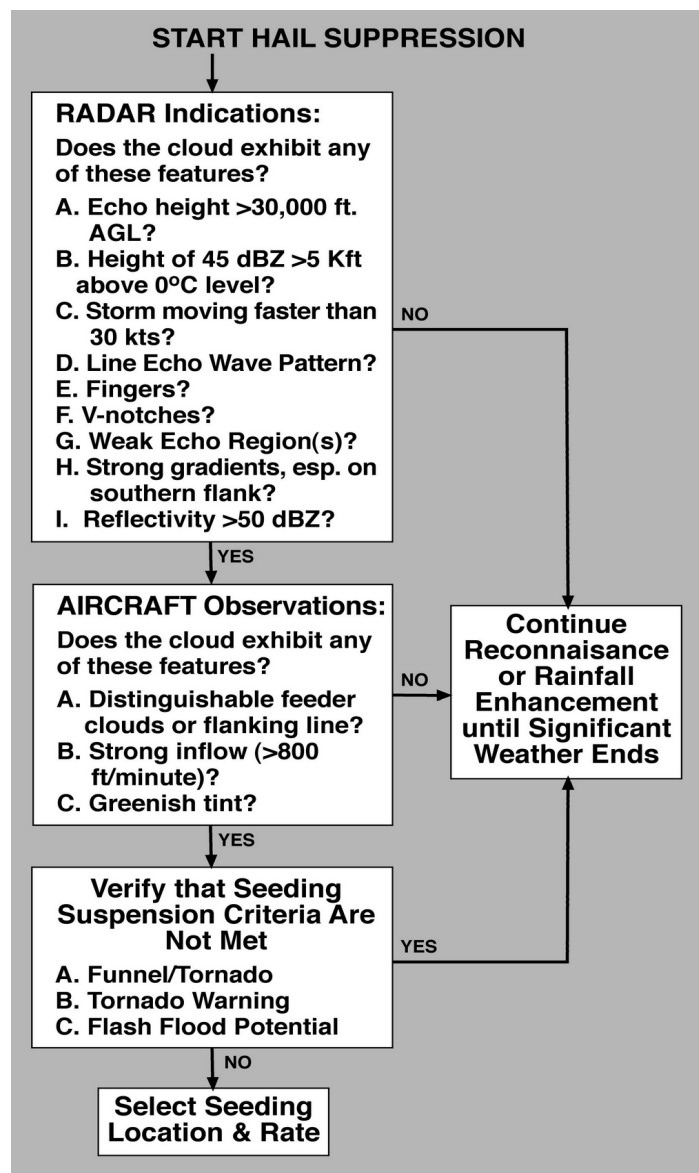 START HAIL SUPPRESSION
RADAR Indications:
Does the cloud exhibit any
of these features?
A. Echo height >30,000 ft.
AGL?
B. Height of 45 dBZ >5 Kft
above 0ºC level?
C. Storm moving faster than
30 kts?
D. Line Echo Wave Pattern?
E. Fingers?
F. V-notches?
G. Weak Echo Region(s)?
H. Strong gradients, esp. on
southern flank?
I. Reflectivity >50 dBZ?
NO
YES
AIRCRAFT Observations:
Does the cloud exhibit any
of these features?
A. Distinguishable feeder
clouds or flanking line?
B. Strong inflow (>800
ft/minute)?
C. Greenish tint?
NO
Continue
Reconnaisance
or Rainfall
Enhancement
until Significant
Weather Ends
YES
Verify that Seeding
Suspension Criteria Are
Not Met
A. Funnel/Tornado
B. Tornado Warning
C. Flash Flood Potential
YES
NO
Select Seeding
Location & Rate